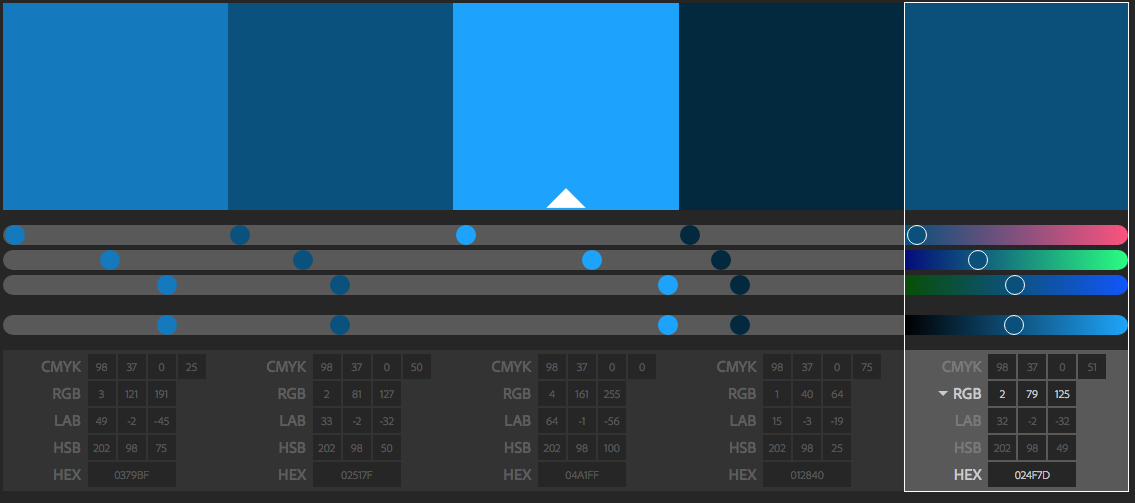 CMYK 98 37 0 25 CMYK 98 37 0 50 CMYK 98 37 0 0 CMYK 98 37 0 75 CMYK 98 37 0 51
RGB 3 121 191 RGB 2 81 127 RGB 4 161 255 RGB 1 40 64 RGB 2 79 125
LAB 49 -2 -45 LAB 33 -2 -32 LAB 64 -1 -56 LAB 15 -3 -19 LAB 32 -2 -32
HSB 202 98 75 HSB 202 98 50 HSB 202 98 100 HSB 202 98 25 HSB 202 98 49
HEX 0379BF HEX 02517F HEX 04A1FF HEX 012840 HEX 024F7D